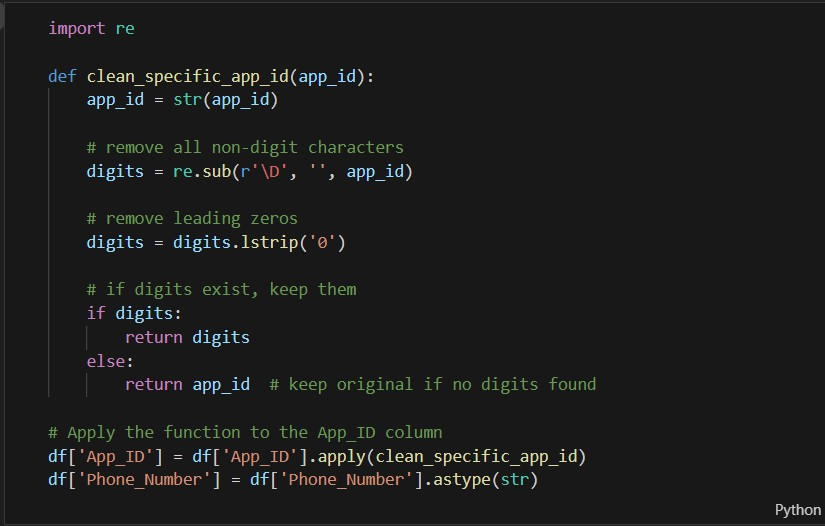 import re
def clean_specific_app_id(app_id):
    app_id = str(app_id)
    # remove all non-digit characters
    digits = re.sub(r'\D', '', app_id)
    # remove leading zeros
    digits = digits.lstrip('0')
    # if digits exist, keep them
    if digits:
        return digits
    else:
        return app_id  # keep original if no digits found
# Apply the function to the App_ID column
df['App_ID'] = df['App_ID'].apply(clean_specific_app_id)
df['Phone_Number'] = df['Phone_Number'].astype(str)
Python